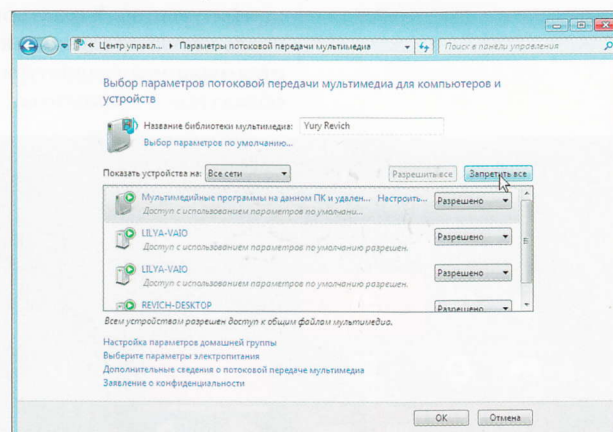 « Центр управл... ▸ Параметры потоковой передачи мультимедиа
Поиск в панели управления
Выбор параметров потоковой передачи мультимедиа для компьютеров и
устройств
Название библиотеки мультимедиа: Yury Revich
Выбор параметров по умолчанию...
Показать устройства на: Все сети Разрешить все Запретить все
Мультимедийные программы на данном ПК и удален... Настроить... Разрешено
Доступ с использованием параметров по умолчани...
LILYA-VAIO Разрешено
Доступ с использованием параметров по умолчанию разрешен.
LILYA-VAIO Разрешено
Доступ с использованием параметров по умолчанию разрешен.
REVICH-DESKTOP Разрешено
Всем устройствам разрешен доступ к общим файлам мультимедиа.
Настройка параметров домашней группы
Выберите параметры электропитания
Дополнительные сведения о потоковой передаче мультимедиа
Заявление о конфиденциальности
OK Отмена